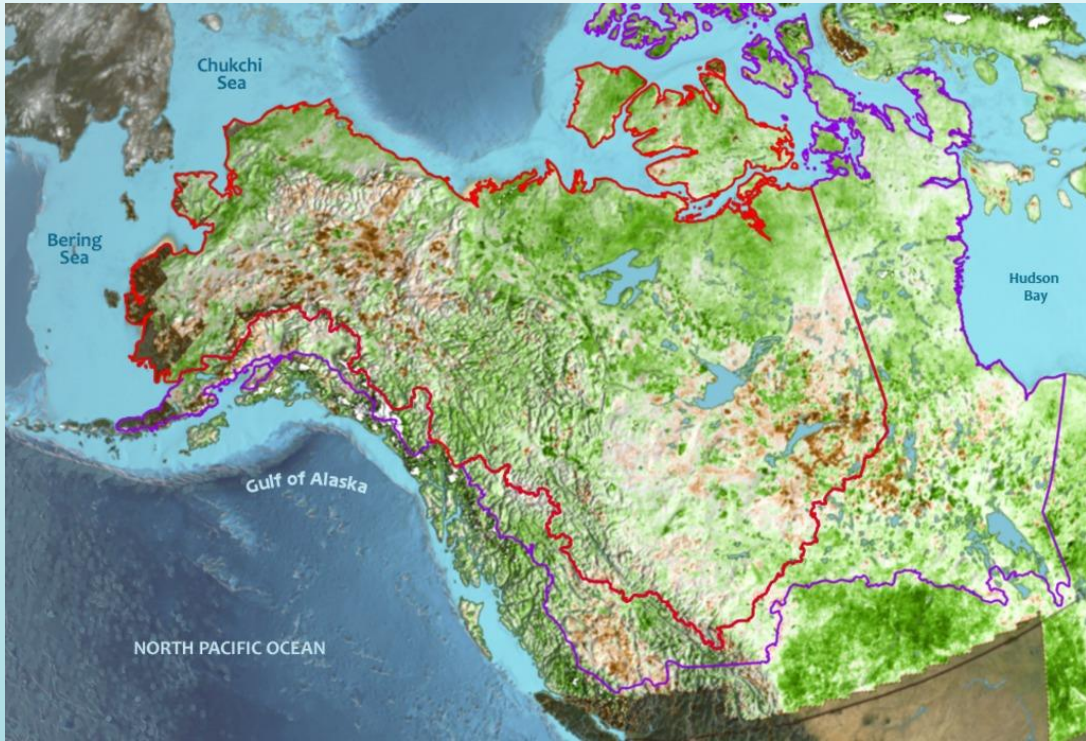 Chukchi
Sea
Bering
Sea
Hudson
Bay
Gulf of Alaska
NORTH PACIFIC OCEAN